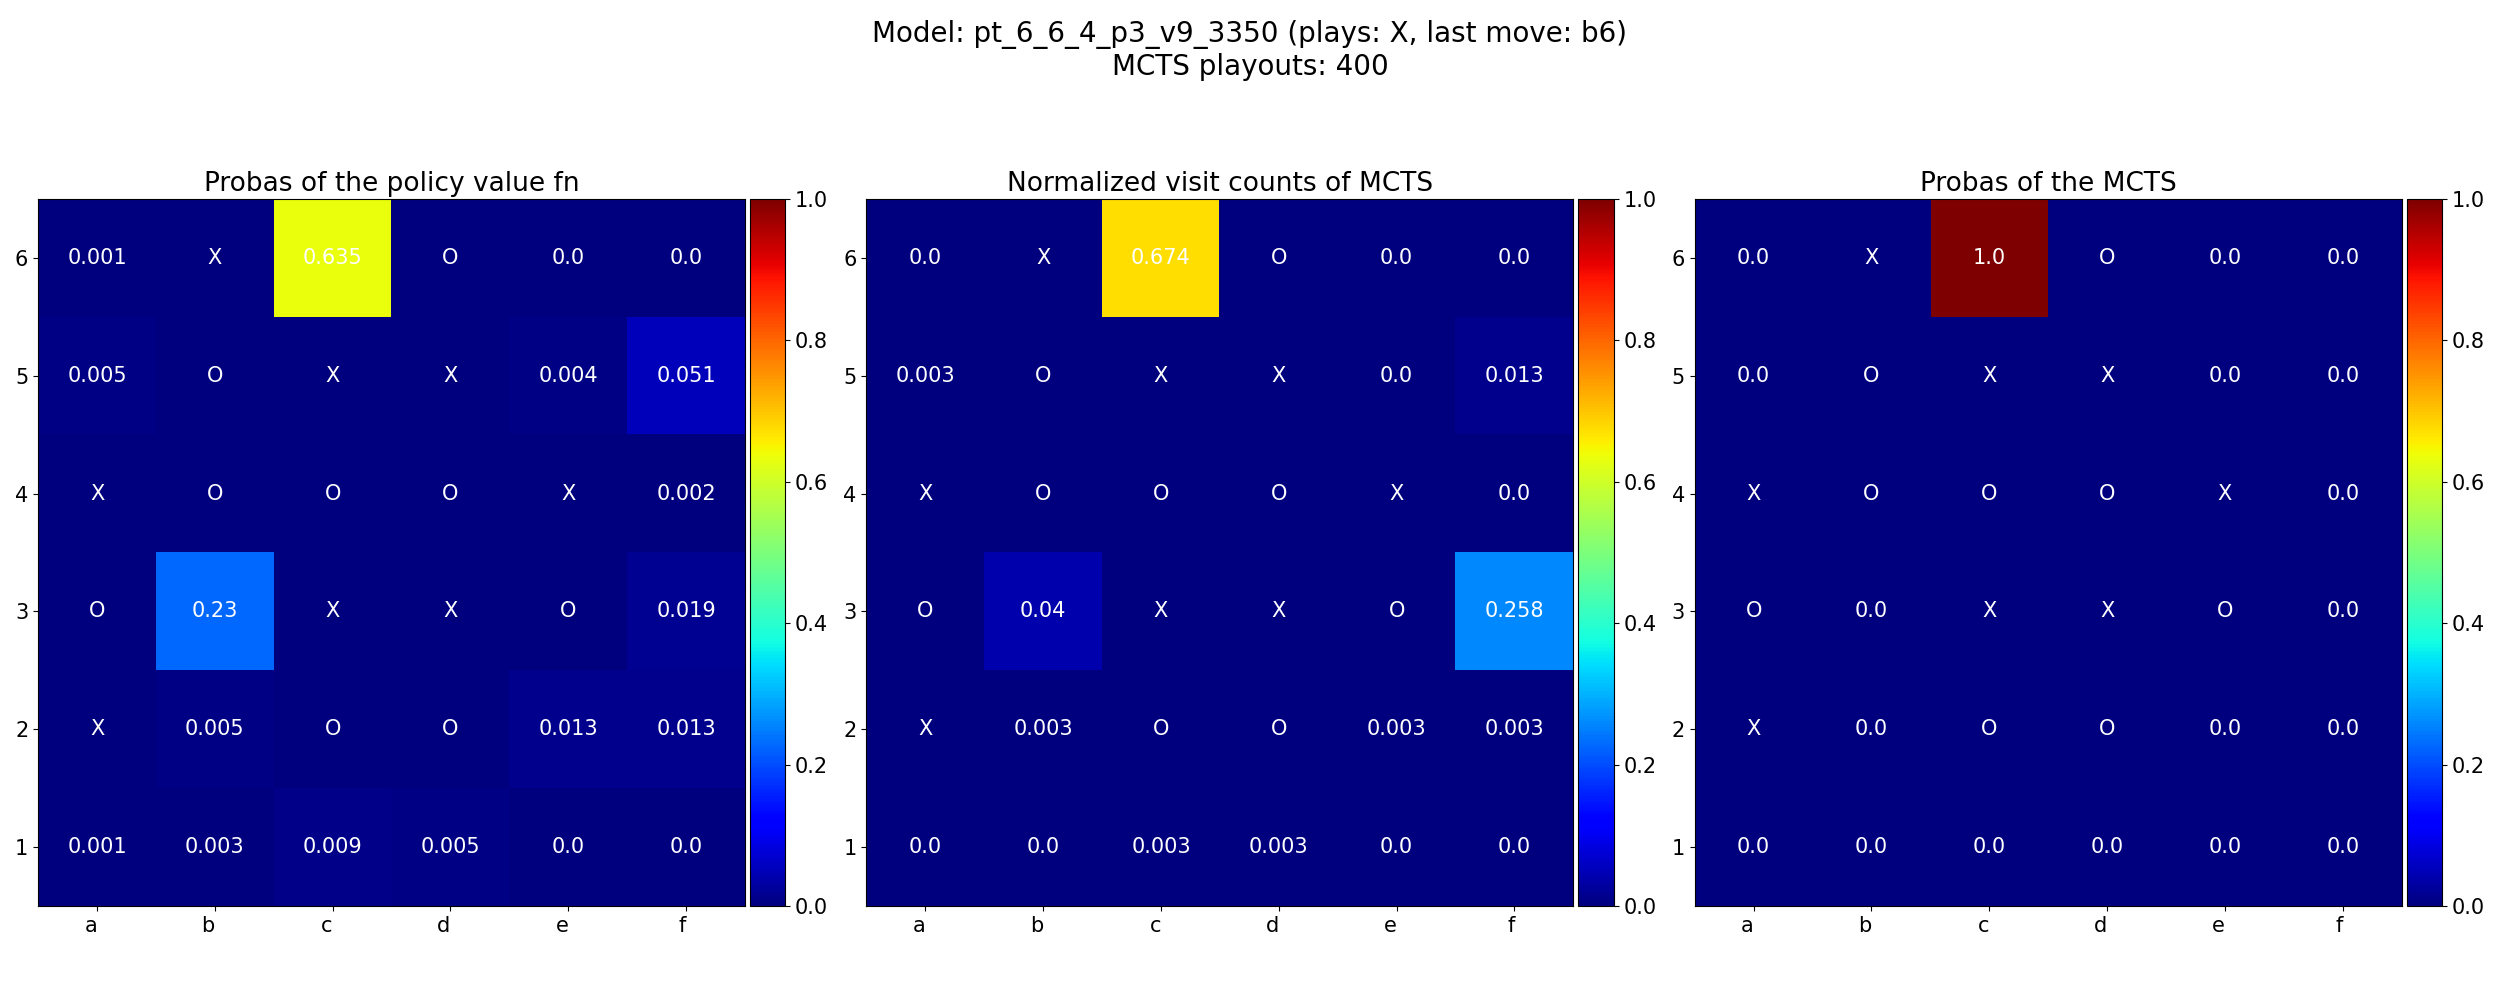 Model: pt_6_6_4_p3_v9_3350 (plays: X, last move: b6)
MCTS playouts: 400
Probas of the policy value fn
6 0.001 X 0.635 O 0.0 0.0
5 0.005 O X X 0.004 0.051
4 X O O O X 0.002
3 O 0.23 X X O 0.019
2 X 0.005 O O 0.013 0.013
1 0.001 0.003 0.009 0.005 0.0 0.0
a b c d e f
1.0
0.8
0.6
0.4
0.2
0.0
Normalized visit counts of MCTS
6 0.0 X 0.674 O 0.0 0.0
5 0.003 O X X 0.0 0.013
4 X O O O X 0.0
3 O 0.04 X X O 0.258
2 X 0.003 O O 0.003 0.003
1 0.0 0.0 0.003 0.003 0.0 0.0
a b c d e f
1.0
0.8
0.6
0.4
0.2
0.0
Probas of the MCTS
6 0.0 X 1.0 O 0.0 0.0
5 0.0 O X X 0.0 0.0
4 X O O O X 0.0
3 O 0.0 X X O 0.0
2 X 0.0 O O 0.0 0.0
1 0.0 0.0 0.0 0.0 0.0 0.0
a b c d e f
1.0
0.8
0.6
0.4
0.2
0.0